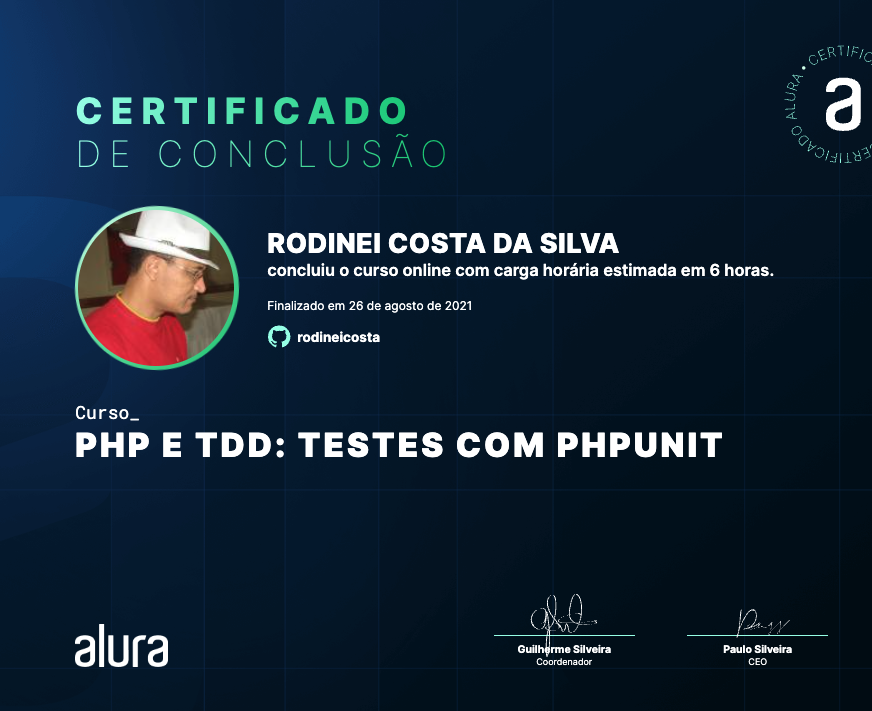 CERTIFICADO
DE CONCLUSÃO
CERTIFICADO ALURA • CERTIFIC
a
RODINEI COSTA DA SILVA
concluiu o curso online com carga horária estimada em 6 horas.
Finalizado em 26 de agosto de 2021
rodineicosta
Curso_
PHP E TDD: TESTES COM PHPUNIT
alura
Guilherme Silveira
Coordenador
Paulo Silveira
CEO